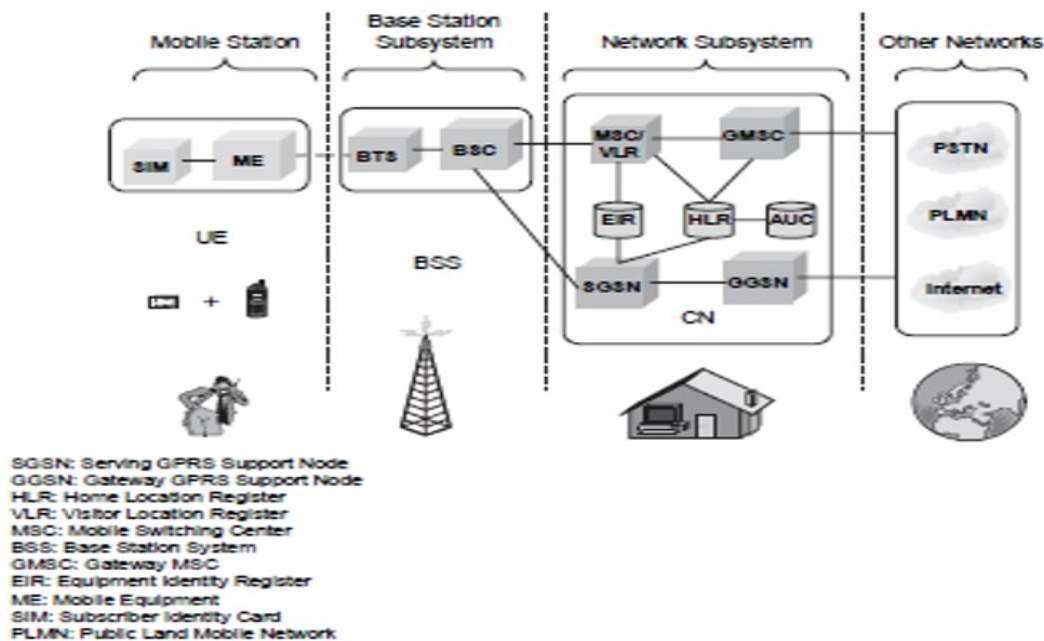 Mobile Station
Base Station
Subsystem
Network Subsystem
Other Networks
SIM
ME
BTS
BSC
MSC/
VLR
GMSC
PSTN
EIR
HLR
AUC
PLMN
UE
BSS
SGSN
GGSN
Internet
CN
+
SGSN: Serving GPRS Support Node
GGSN: Gateway GPRS Support Node
HLR: Home Location Register
VLR: Visitor Location Register
MSC: Mobile Switching Center
BSS: Base Station System
GMSC: Gateway MSC
EIR: Equipment Identity Register
ME: Mobile Equipment
SIM: Subscriber Identity Card
PLMN: Public Land Mobile Network